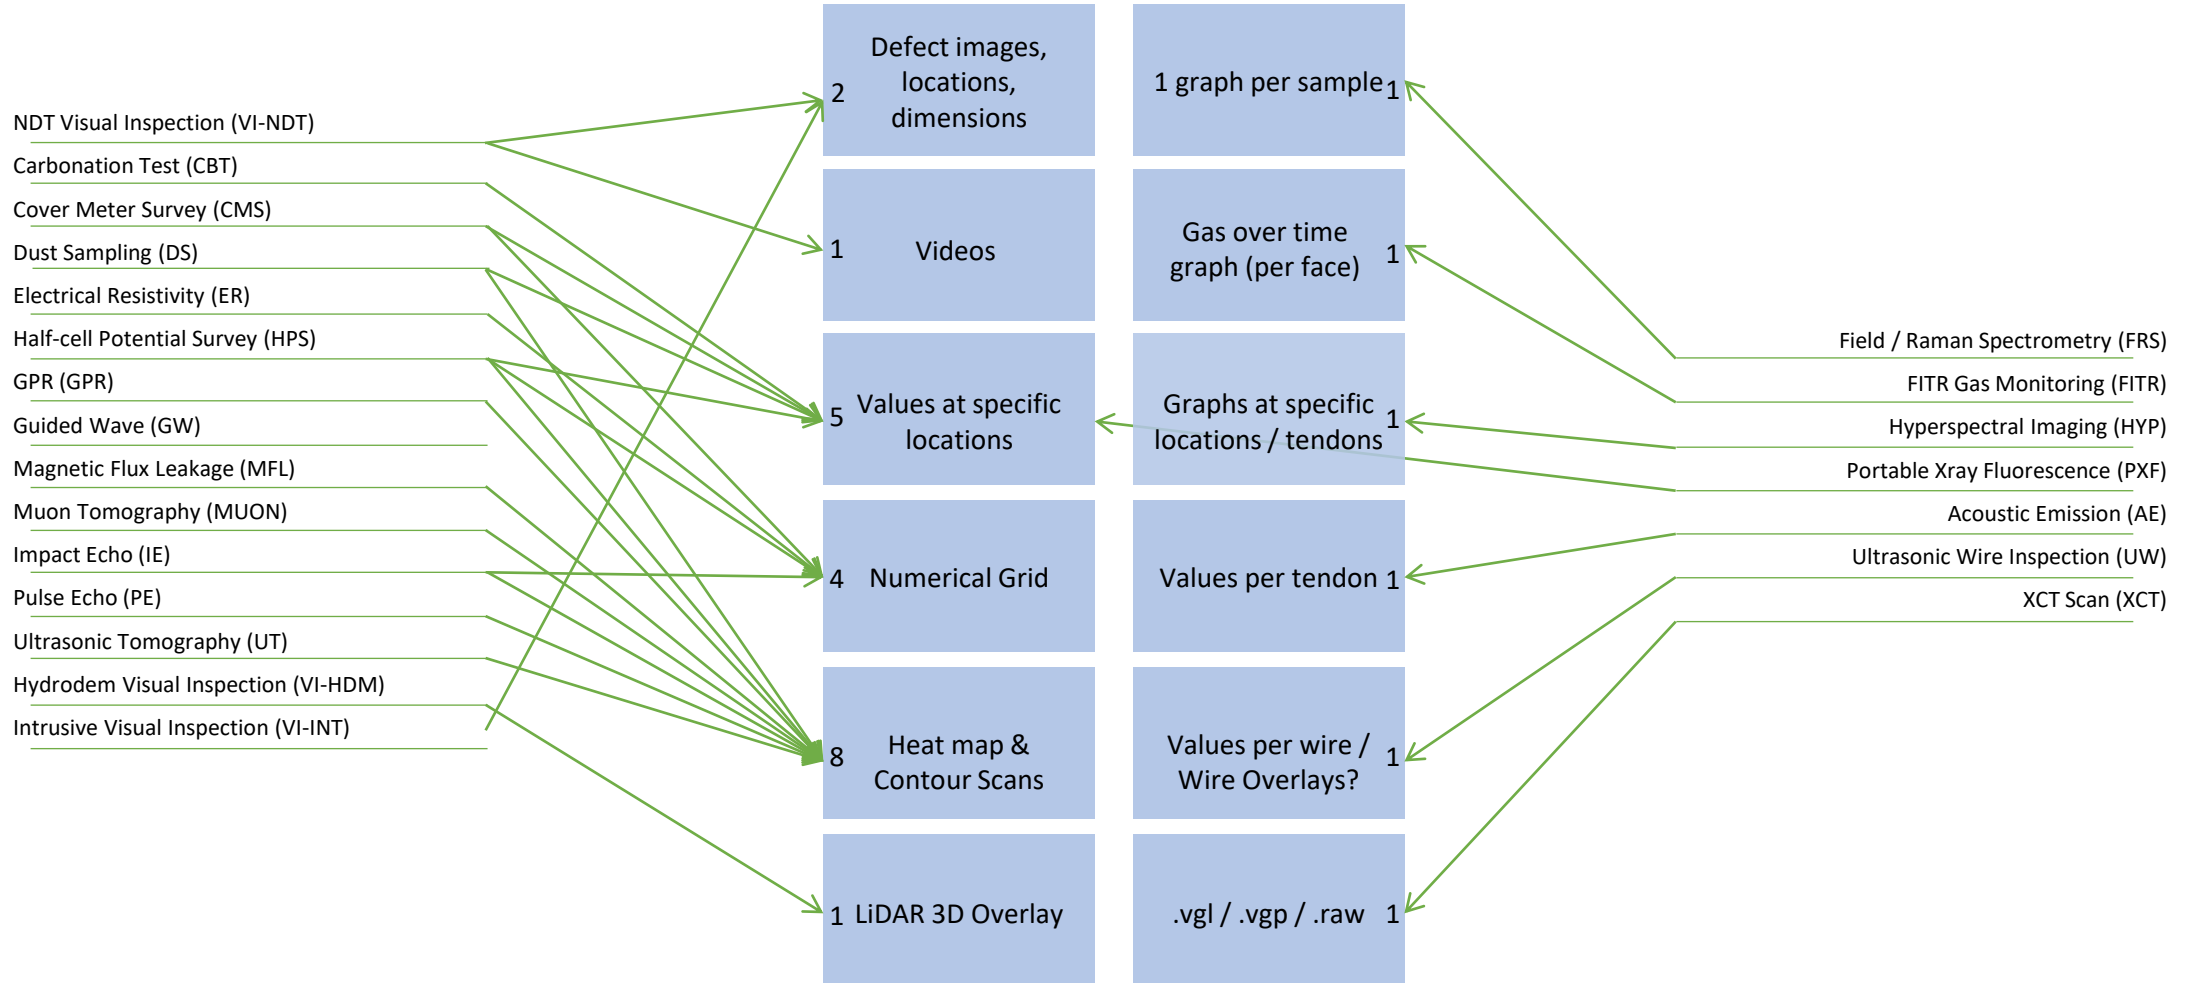 NDT Visual Inspection (VI-NDT)
Carbonation Test (CBT)
Cover Meter Survey (CMS)
Dust Sampling (DS)
Electrical Resistivity (ER)
Half-cell Potential Survey (HPS)
GPR (GPR)
Guided Wave (GW)
Magnetic Flux Leakage (MFL)
Muon Tomography (MUON)
Impact Echo (IE)
Pulse Echo (PE)
Ultrasonic Tomography (UT)
Hydrodem Visual Inspection (VI-HDM)
Intrusive Visual Inspection (VI-INT)
2
Defect images,
locations,
dimensions
1
Videos
5
Values at specific
locations
4
Numerical Grid
8
Heat map &
Contour Scans
1
LiDAR 3D Overlay
1 graph per sample
1
Gas over time
graph (per face)
1
Graphs at specific
locations / tendons
1
Values per tendon
1
Values per wire /
Wire Overlays?
1
.vgl / .vgp / .raw
1
Field / Raman Spectrometry (FRS)
FITR Gas Monitoring (FITR)
Hyperspectral Imaging (HYP)
Portable Xray Fluorescence (PXF)
Acoustic Emission (AE)
Ultrasonic Wire Inspection (UW)
XCT Scan (XCT)